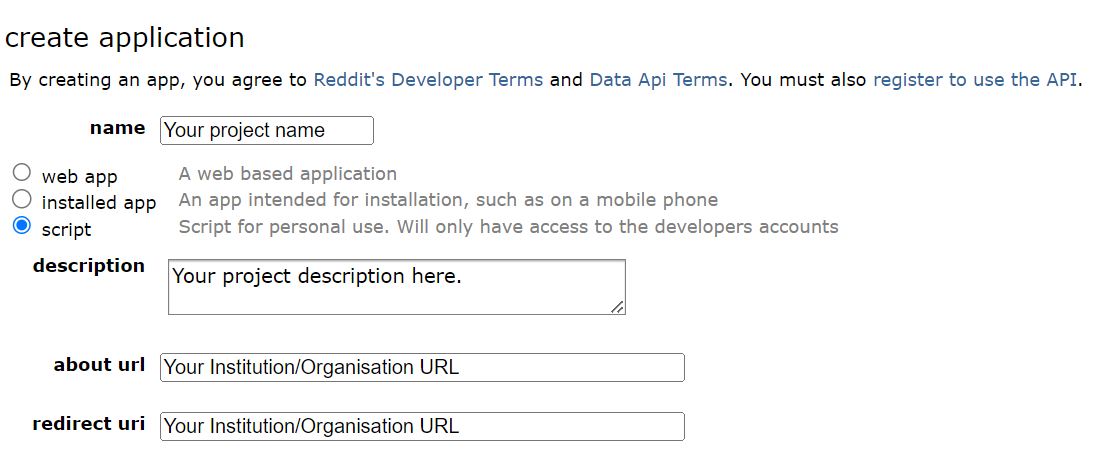 create application
By creating an app, you agree to Reddit's Developer Terms and Data Api Terms. You must also register to use the API.
name Your project name
web app A web based application
installed app An app intended for installation, such as on a mobile phone
script Script for personal use. Will only have access to the developers accounts
description Your project description here.
about url Your Institution/Organisation URL
redirect uri Your Institution/Organisation URL